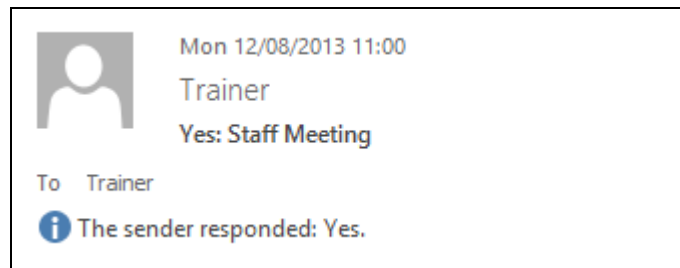 Mon 12/08/2013 11:00
Trainer
Yes: Staff Meeting
To Trainer
The sender responded: Yes.